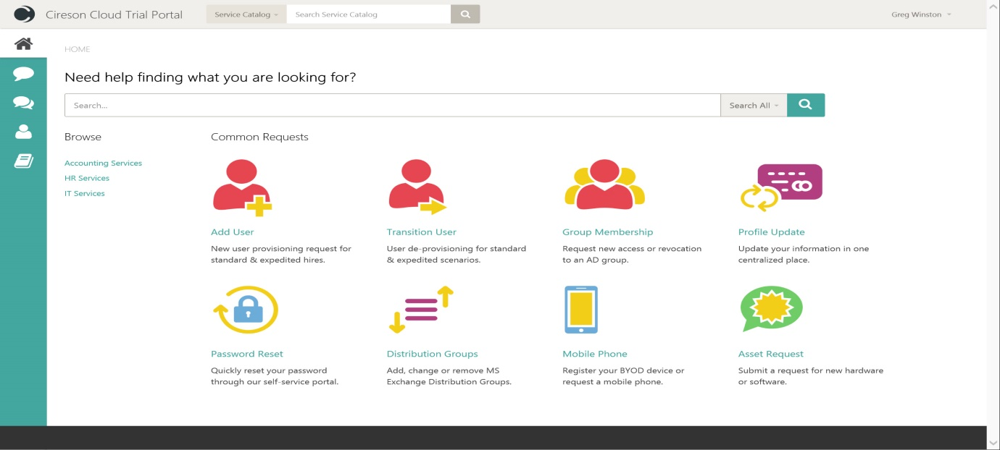 Cireson Cloud Trial Portal
Service Catalog
Search Service Catalog
Greg Winston
HOME
Need help finding what you are looking for?
Search...
Search All
Browse
Accounting Services
HR Services
IT Services
Common Requests
Add User
New user provisioning request for
standard & expedited hires.
Transition User
User de-provisioning for standard
& expedited scenarios.
Group Membership
Request new access or revocation
to an AD group.
Profile Update
Update your information in one
centralized place.
Password Reset
Quickly reset your password
through our self-service portal.
Distribution Groups
Add, change or remove MS
Exchange Distribution Groups.
Mobile Phone
Register your BYOD device or
request a mobile phone.
Asset Request
Submit a request for new hardware
or software.